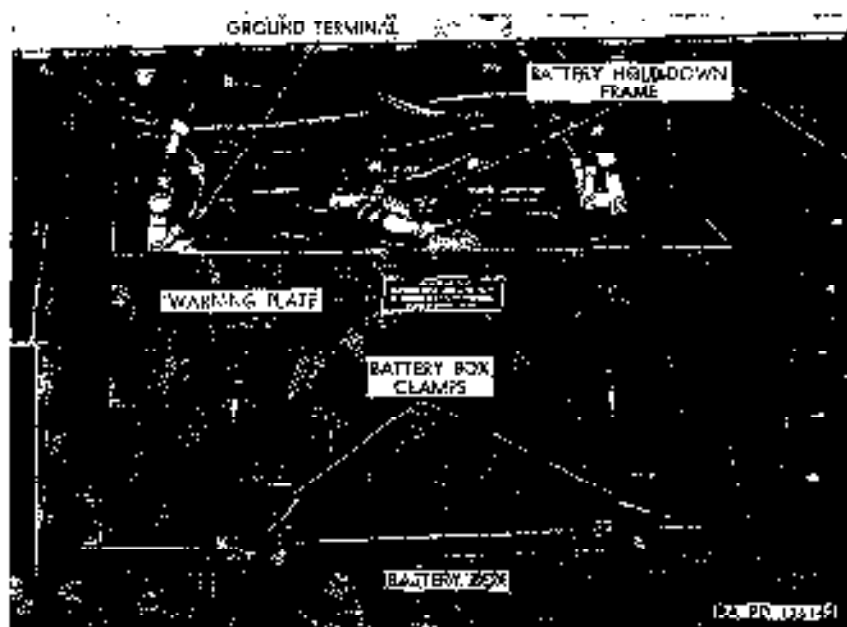 GROUND TERMINAL
BATTERY HOLD-DOWN
FRAME
WARNING PLATE
BATTERY BOX
CLAMPS
BATTERY BOX